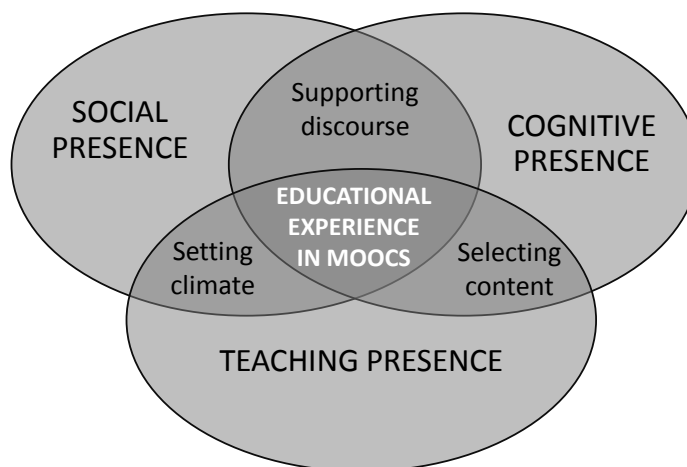 Supporting
discourse
SOCIAL
PRESENCE
COGNITIVE
PRESENCE
EDUCATIONAL
EXPERIENCE
IN MOOCS
Setting
climate
Selecting
content
TEACHING PRESENCE